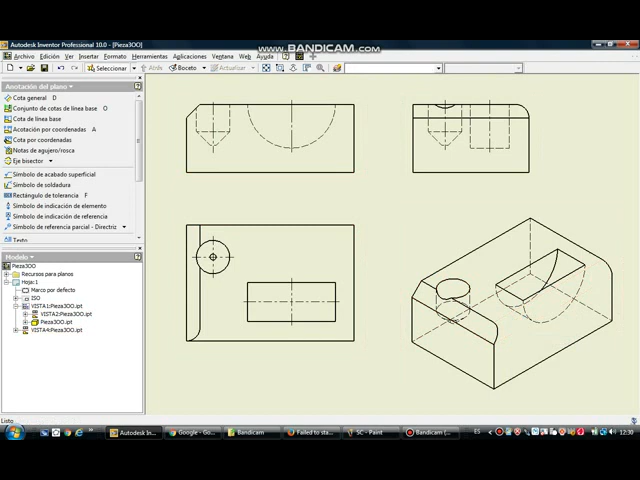 Autodesk Inventor Professional 10.0 - [Pieza3OO]
WWW.BANDICAM.COM
Archivo Edición Ver Insertar Formato Herramientas Aplicaciones Ventana Web Ayuda
Seleccionar Atrás Boceto Actualizar
Anotación del plano
Cota general D
Conjunto de cotas de línea base O
Cota de línea base
Acotación por coordenadas A
Cota por coordenadas
Notas de agujero/rosca
Eje bisector
Símbolo de acabado superficial
Símbolo de soldadura
Rectángulo de tolerancia F
Símbolo de indicación de elemento
Símbolo de indicación de referencia
Símbolo de referencia parcial - Directriz
Texto
Modelo
Pieza3OO
Recursos para planos
Hoja:1
Marco por defecto
ISO
VISTA1:Pieza3OO.ipt
VISTA2:Pieza3OO.ipt
Pieza3OO.ipt
VISTA4:Pieza3OO.ipt
Listo
Autodesk In... Google - Go... Bandicam Failed to sta... SC - Paint Bandicam (... ES 12:30